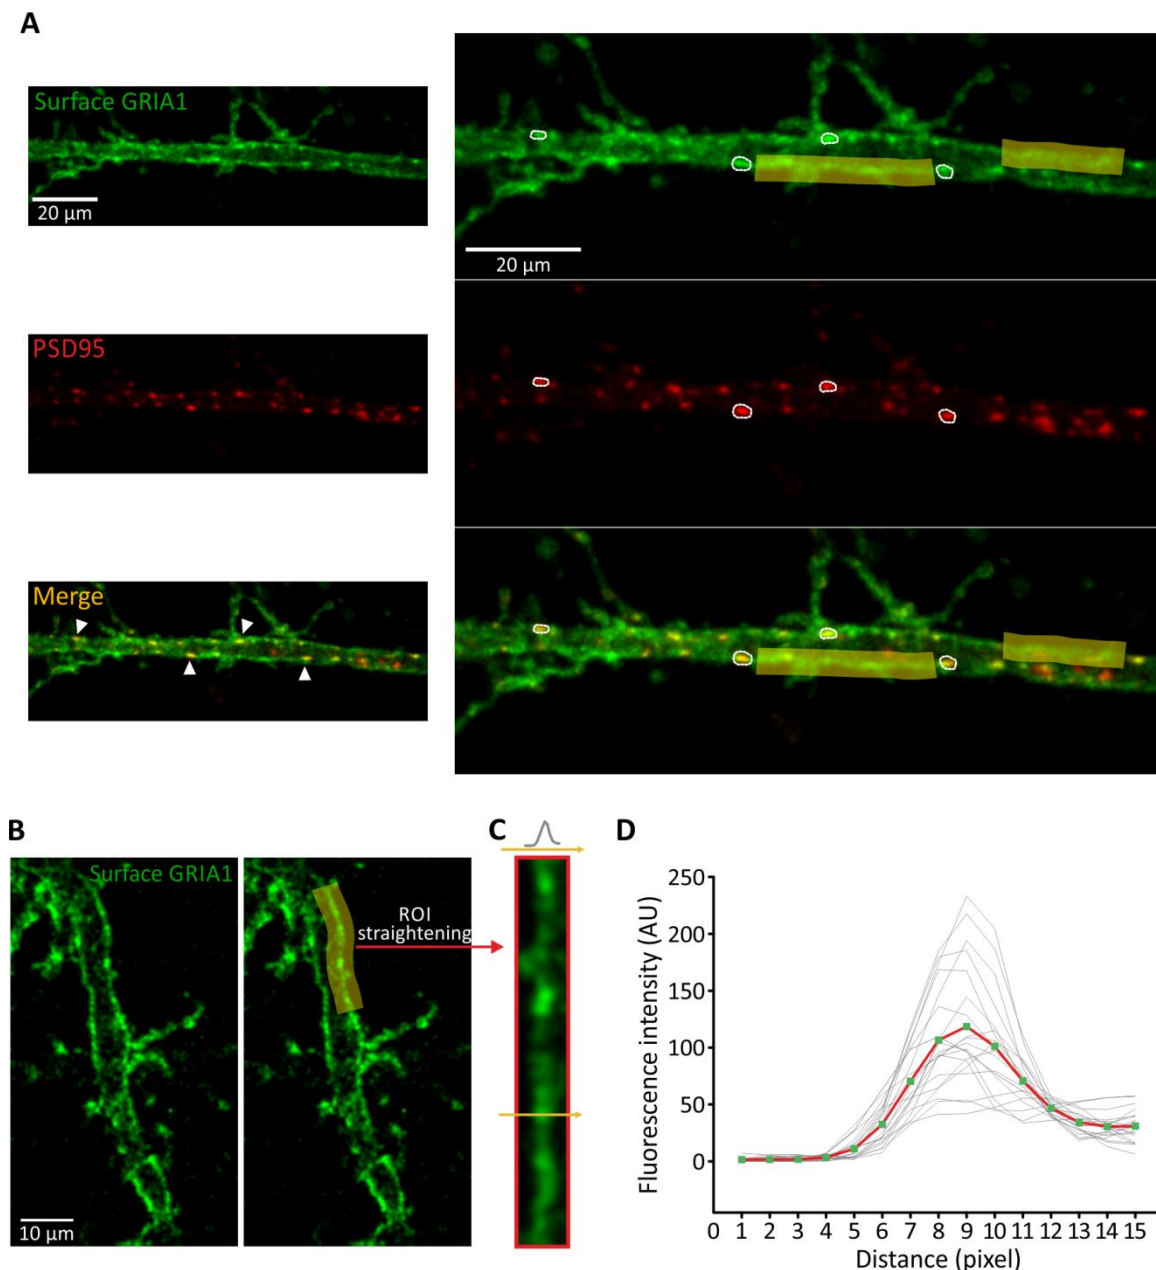 A
Surface GRIA1
20 µm
20 µm
PSD95
Merge
B
Surface GRIA1
10 µm
ROI
straightening
C
D
Fluorescence intensity (AU)
250
200
150
100
50
0
0 1 2 3 4 5 6 7 8 9 10 11 12 13 14 15
Distance (pixel)